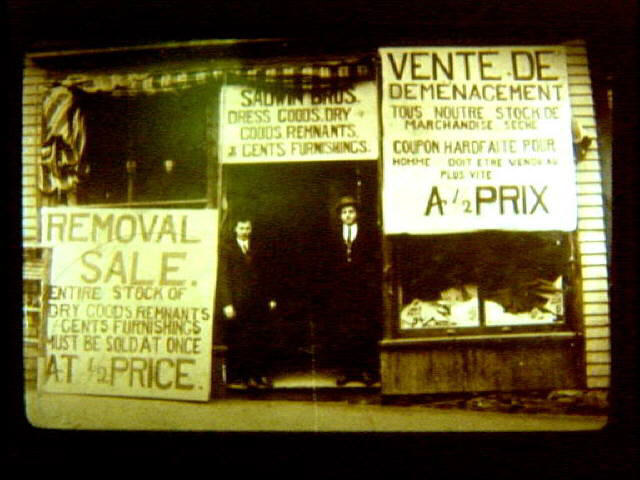 SADWIN BROS.
DRESS GOODS. DRY
GOODS REMNANTS,
& GENTS FURNISHINGS.
VENTE. DE
DEMENACEMENT
TOUS NOUTRE STOCK DE
MARCHANDISE SECHE
COUPON HARDFAITE POUR
HOMME DOIT ETRE VENDU AU
PLUS VITE
A ½ PRIX
REMOVAL
SALE.
ENTIRE STOCK OF
DRY GOODS REMNANTS
GENTS FURNISHINGS
MUST BE SOLD AT ONCE
AT ½ PRICE.